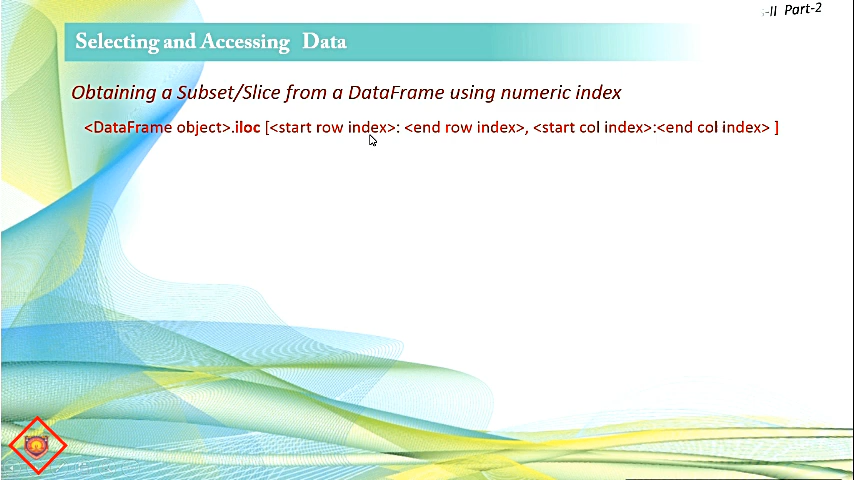 -II Part-2
Selecting and Accessing Data
Obtaining a Subset/Slice from a DataFrame using numeric index
<DataFrame object>.iloc [<start row index>: <end row index>, <start col index>:<end col index> ]